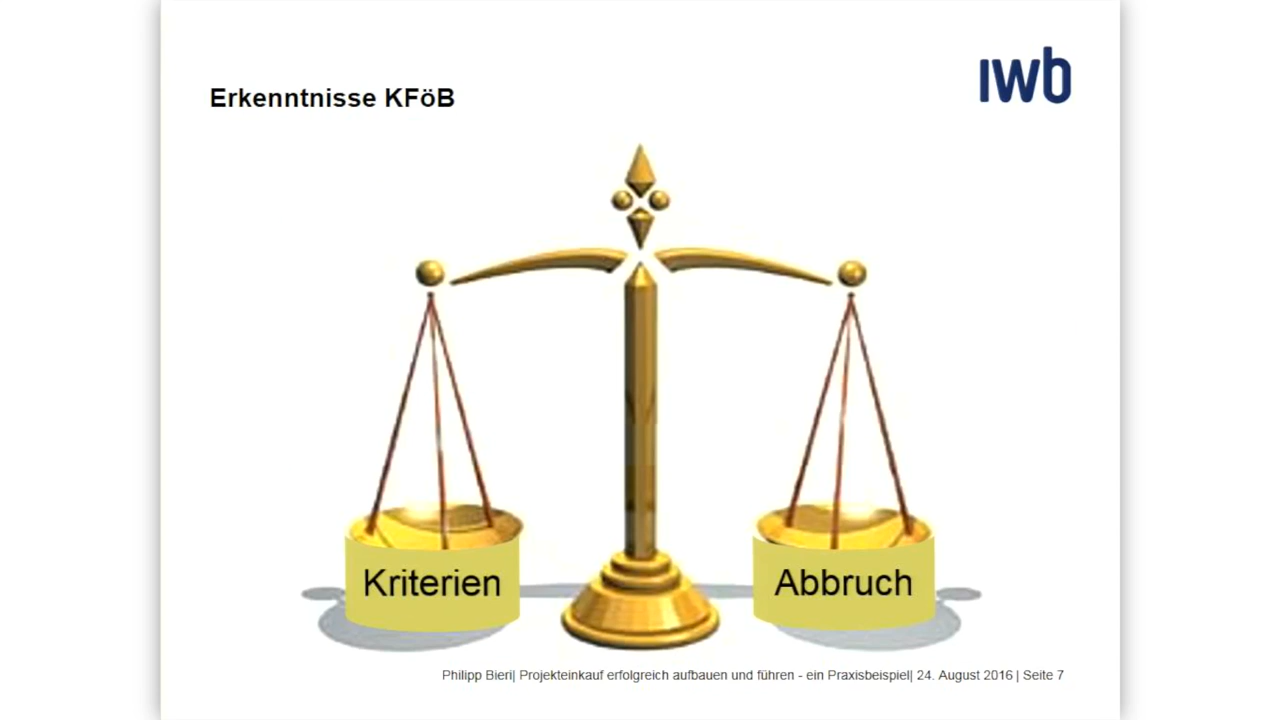 iwb
Erkenntnisse KFöB
Kriterien
Abbruch
Philipp Bieri| Projekteinkauf erfolgreich aufbauen und führen - ein Praxisbeispiel| 24. August 2016 | Seite 7